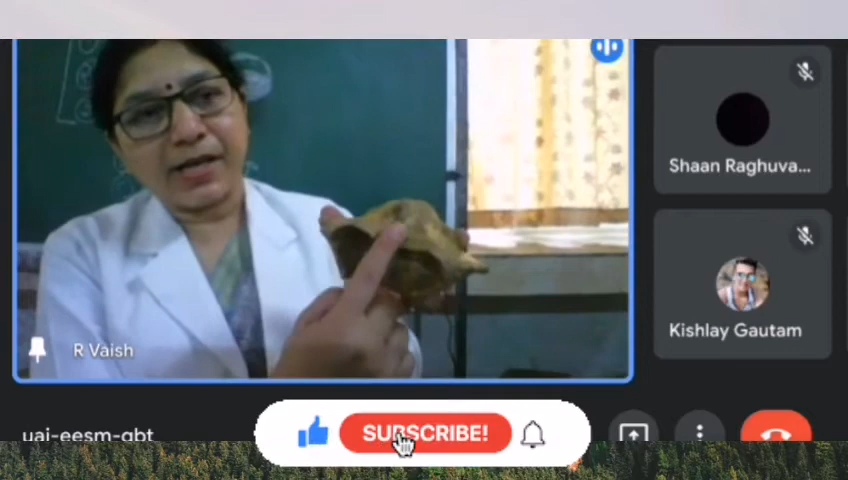 Shaan Raghuva...
Kishlay Gautam
R Vaish
uai-eesm-qbt
SUBSCRIBE!